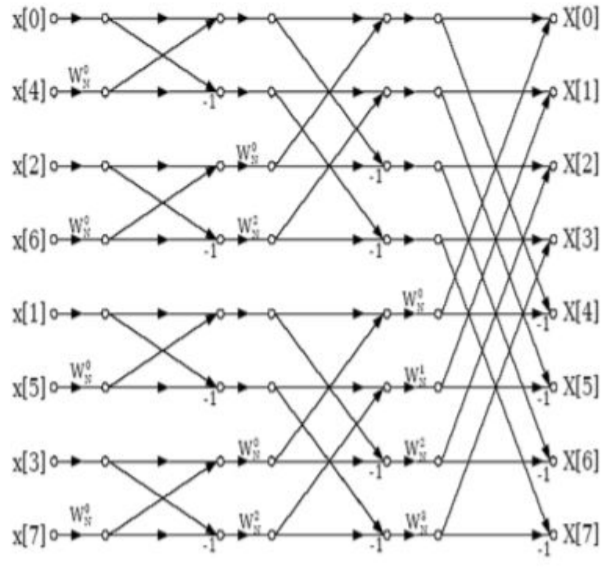 x[0] X[0]
x[4] W_N^0 -1 X[1]
x[2] W_N^0 -1 X[2]
x[6] W_N^0 -1 W_N^2 -1 X[3]
x[1] W_N^0 -1 X[4]
x[5] W_N^0 -1 W_N^1 -1 X[5]
x[3] W_N^0 -1 W_N^2 -1 X[6]
x[7] W_N^0 -1 W_N^2 -1 W_N^3 -1 X[7]